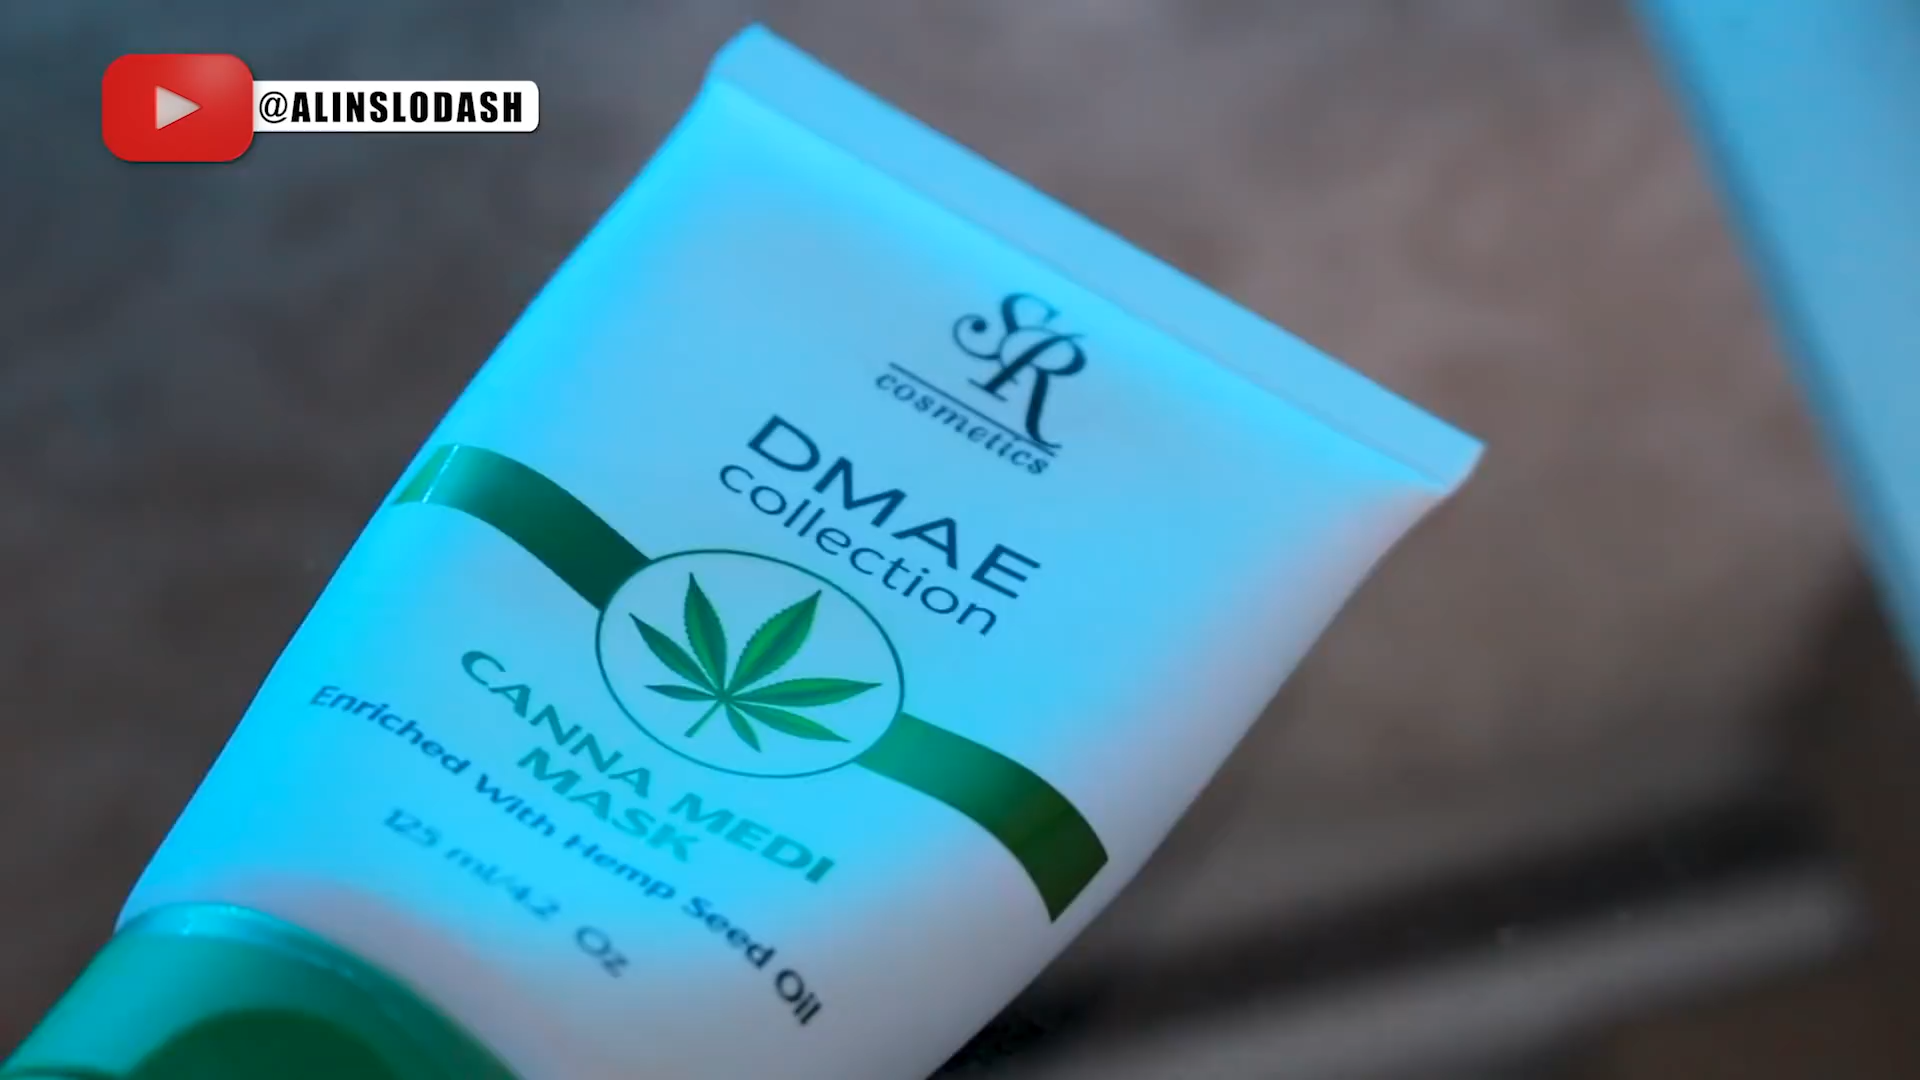 @ALINSLODASH
SR
cosmetics
DMAE
collection
CANNA MEDI
MASK
Enriched With Hemp Seed Oil
125 ml/4.2 Oz